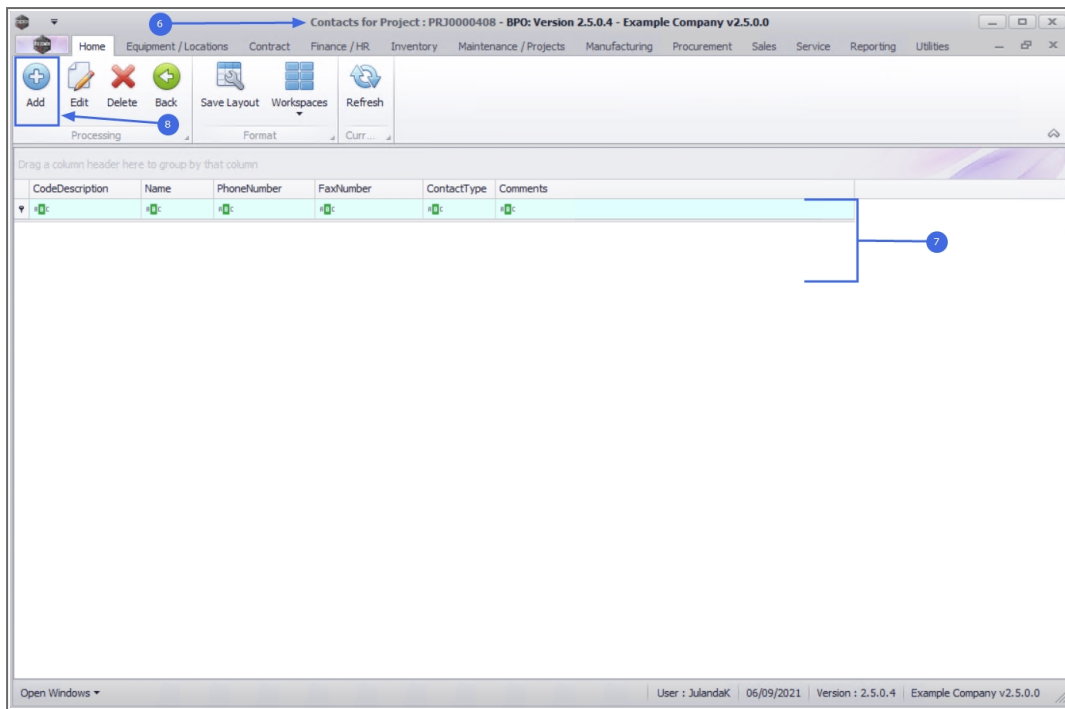 6
Contacts for Project : PRJ0000408 - BPO: Version 2.5.0.4 - Example Company v2.5.0.0
Home Equipment / Locations Contract Finance / HR Inventory Maintenance / Projects Manufacturing Procurement Sales Service Reporting Utilities
Add Edit Delete Back Save Layout Workspaces Refresh
8
Processing Format Curr...
Drag a column header here to group by that column
CodeDescription Name PhoneNumber FaxNumber ContactType Comments
7
Open Windows User : JulandaK 06/09/2021 Version : 2.5.0.4 Example Company v2.5.0.0